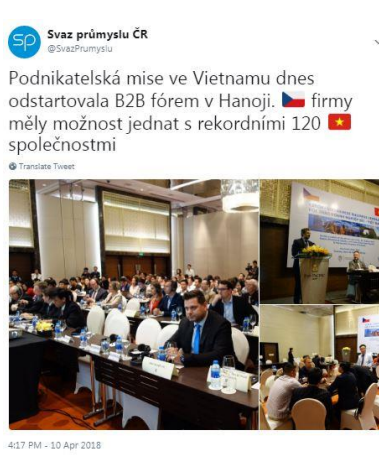 Svaz průmyslu ČR
@SvazPrumyslu
Podnikatelská mise ve Vietnamu dnes
odstartovala B2B fórem v Hanoji. 🇨🇿 firmy
měly možnost jednat s rekordními 120 🇻🇳
společnostmi
Translate Tweet
4:17 PM - 10 Apr 2018